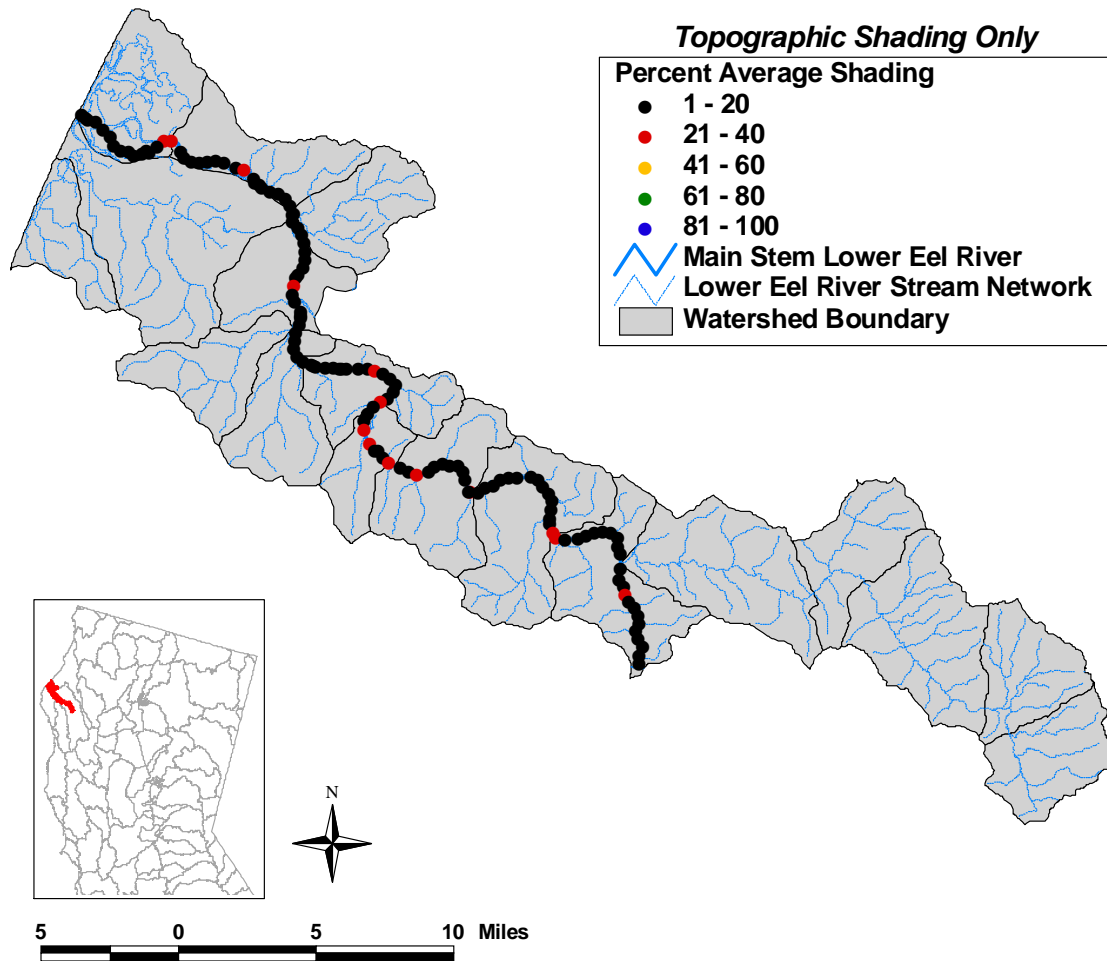 Topographic Shading Only
Percent Average Shading
1 - 20
21 - 40
41 - 60
61 - 80
81 - 100
Main Stem Lower Eel River
Lower Eel River Stream Network
Watershed Boundary
N
5 0 5 10 Miles